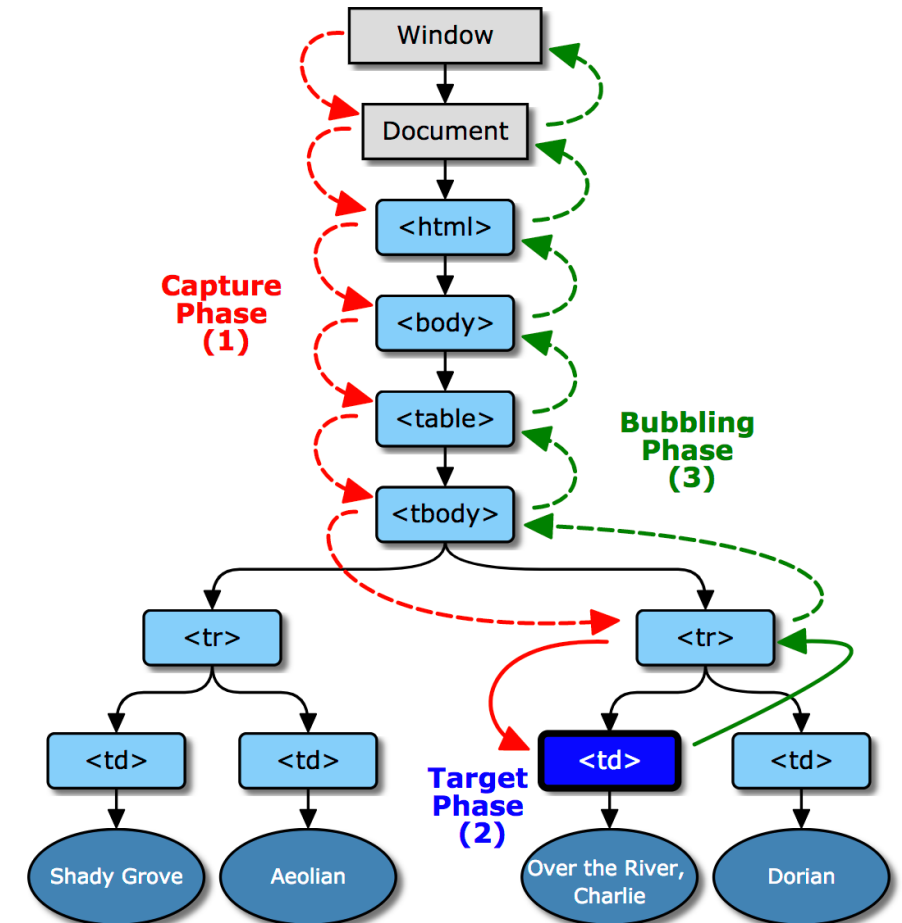 Window
Document
<html>
Capture
Phase
(1)
<body>
<table>
Bubbling
Phase
(3)
<tbody>
<tr>
<tr>
<td>
<td>
<td>
<td>
Target
Phase
(2)
Shady Grove
Aeolian
Over the River,
Charlie
Dorian